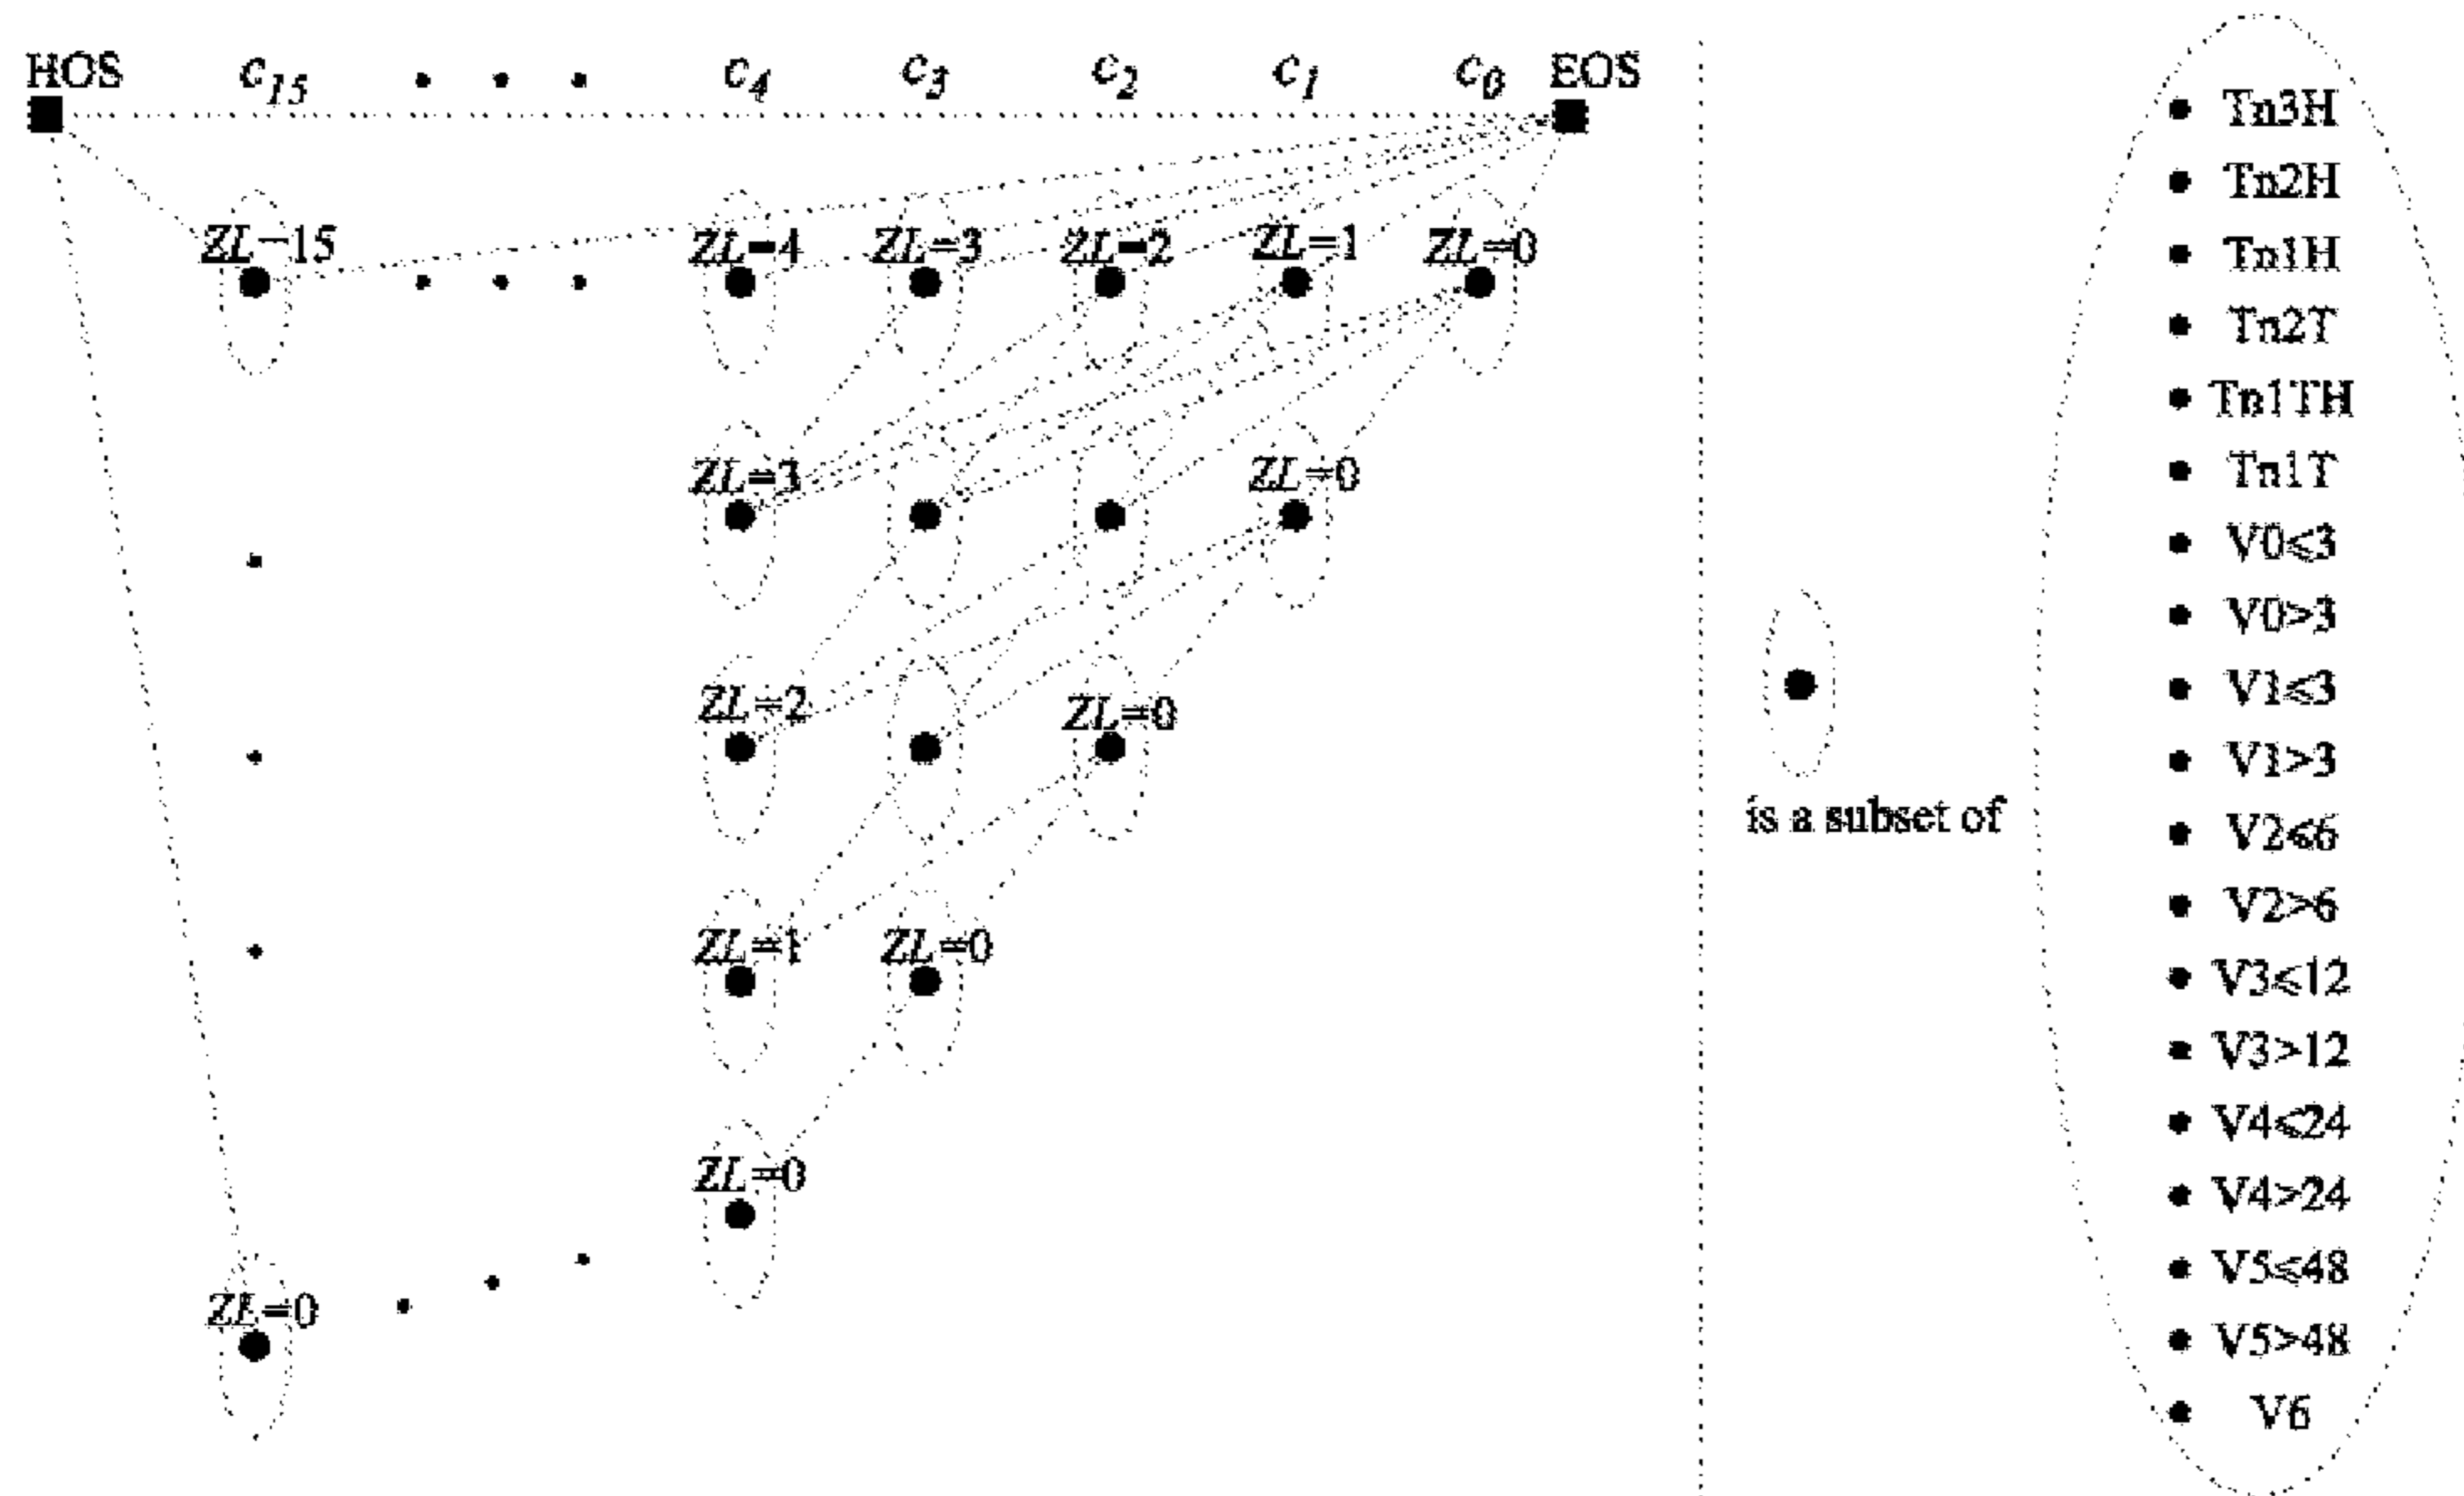 HOS c15 c4 c3 c2 c1 c0 EOS
ZL=15 ZL=4 ZL=3 ZL=2 ZL=1 ZL=0
ZL=3 ZL=0
ZL=2 ZL=0
ZL=1 ZL=0
ZL=0
ZL=0
is a subset of
Tn3H
Tn2H
Tn1H
Tn2T
Tn1TH
Tn1T
V0⩽3
V0>3
V1⩽3
V1>3
V2⩽6
V2>6
V3⩽12
V3>12
V4⩽24
V4>24
V5⩽48
V5>48
V6